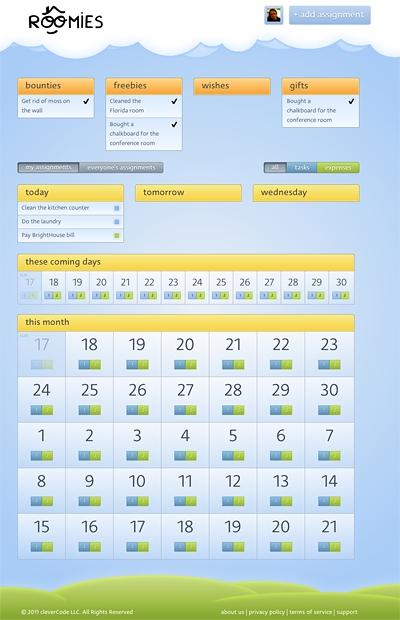 ROOMIES
+ add assignment
bounties freebies wishes gifts
Get rid of moss on the wall
Cleaned the Florida room
Bought a chalkboard for the conference room
Bought a chalkboard for the conference room
my assignments everyone's assignments
all tasks expenses
today tomorrow wednesday
Clean the kitchen counter
Do the laundry
Pay BrightHouse bill
these coming days
17 18 19 20 21 22 23 24 25 26 27 28 29 30
this month
17 18 19 20 21 22 23
24 25 26 27 28 29 30
1 2 3 4 5 6 7
8 9 10 11 12 13 14
15 16 17 18 19 20 21
© 2011 cleverCode LLC. All Rights Reserved
about us | privacy policy | terms of service | support